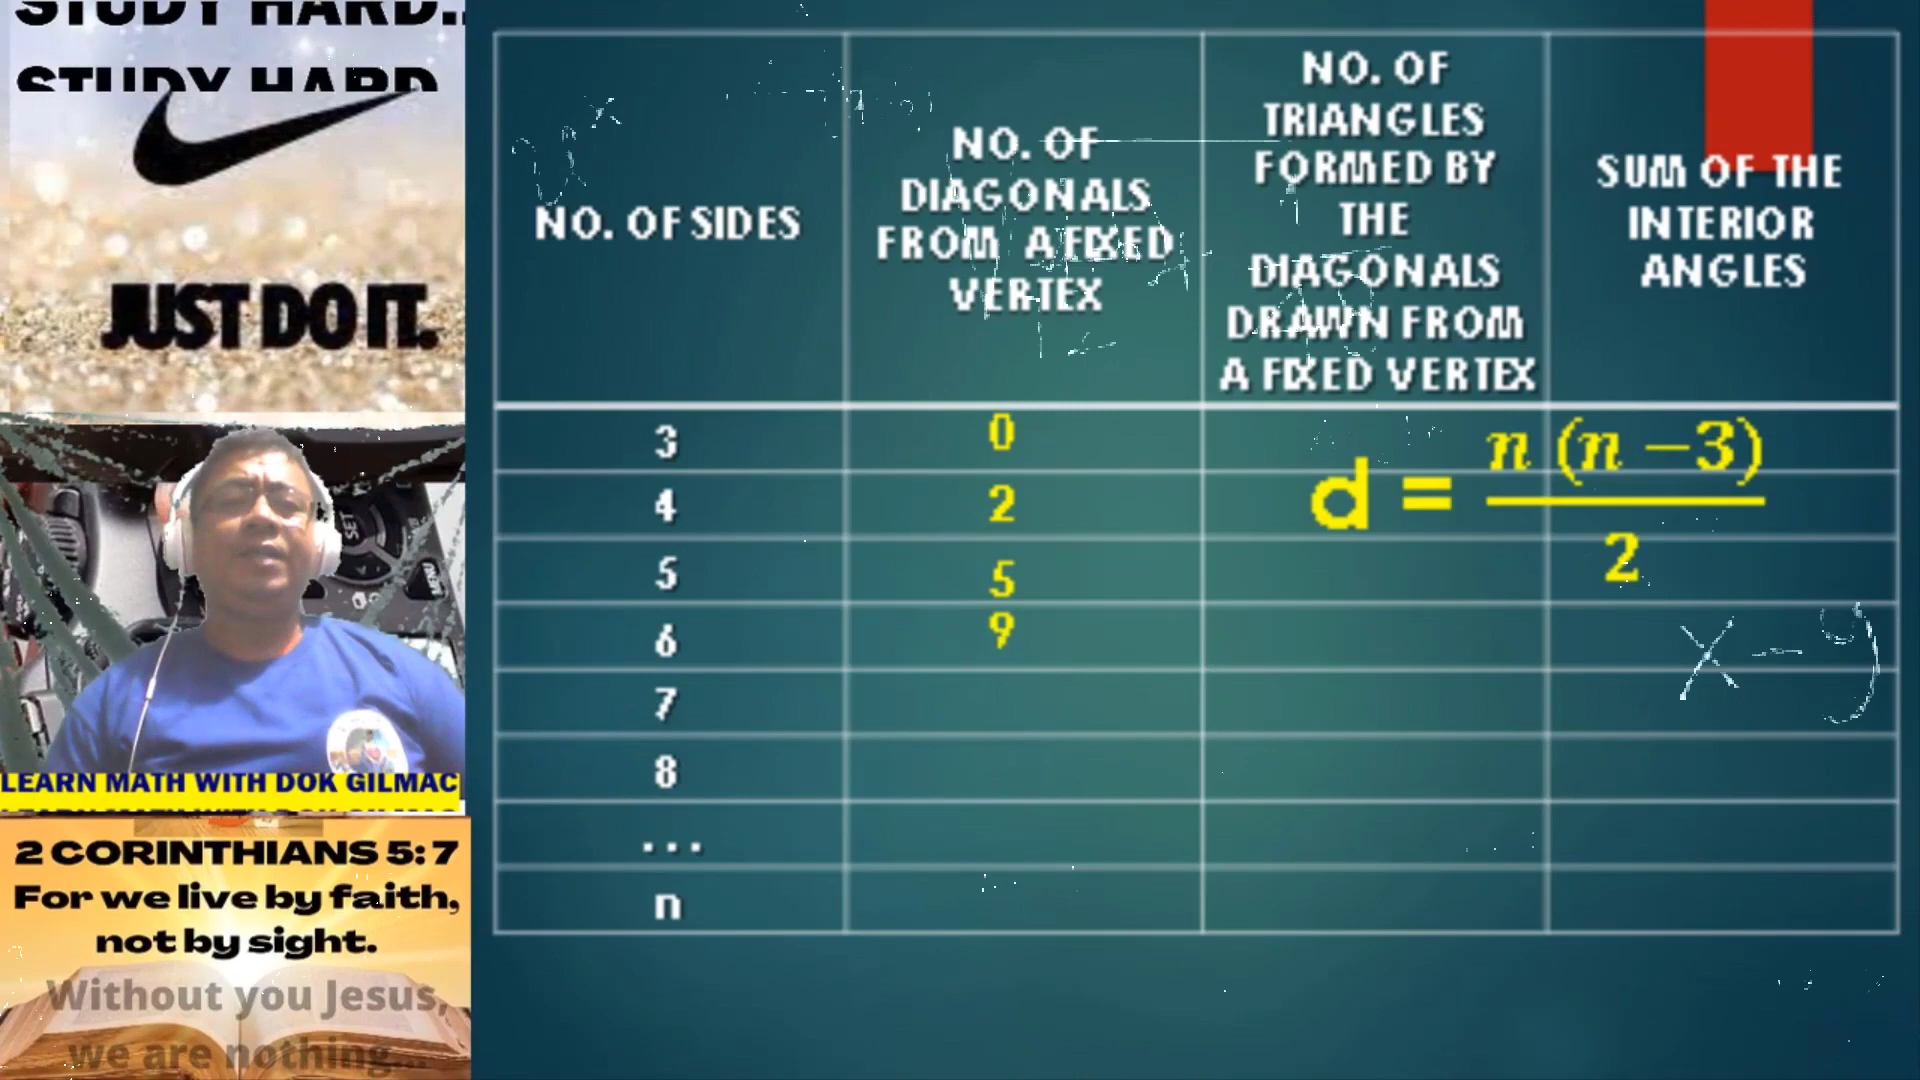 STUDY HARD..
STUDY HARD
JUST DO IT.
SET
LEARN MATH WITH DOK GILMAC
2 CORINTHIANS 5:7
For we live by faith,
not by sight.
Without you Jesus,
we are nothing...
NO. OF SIDES
NO. OF
DIAGONALS
FROM A FIXED
VERTEX
NO. OF
TRIANGLES
FORMED BY
THE
DIAGONALS
DRAWN FROM
A FIXED VERTEX
SUM OF THE
INTERIOR
ANGLES
3 0
4 2
5 5
6 9
7
8
...
n
d = n (n −3)
2
x - y